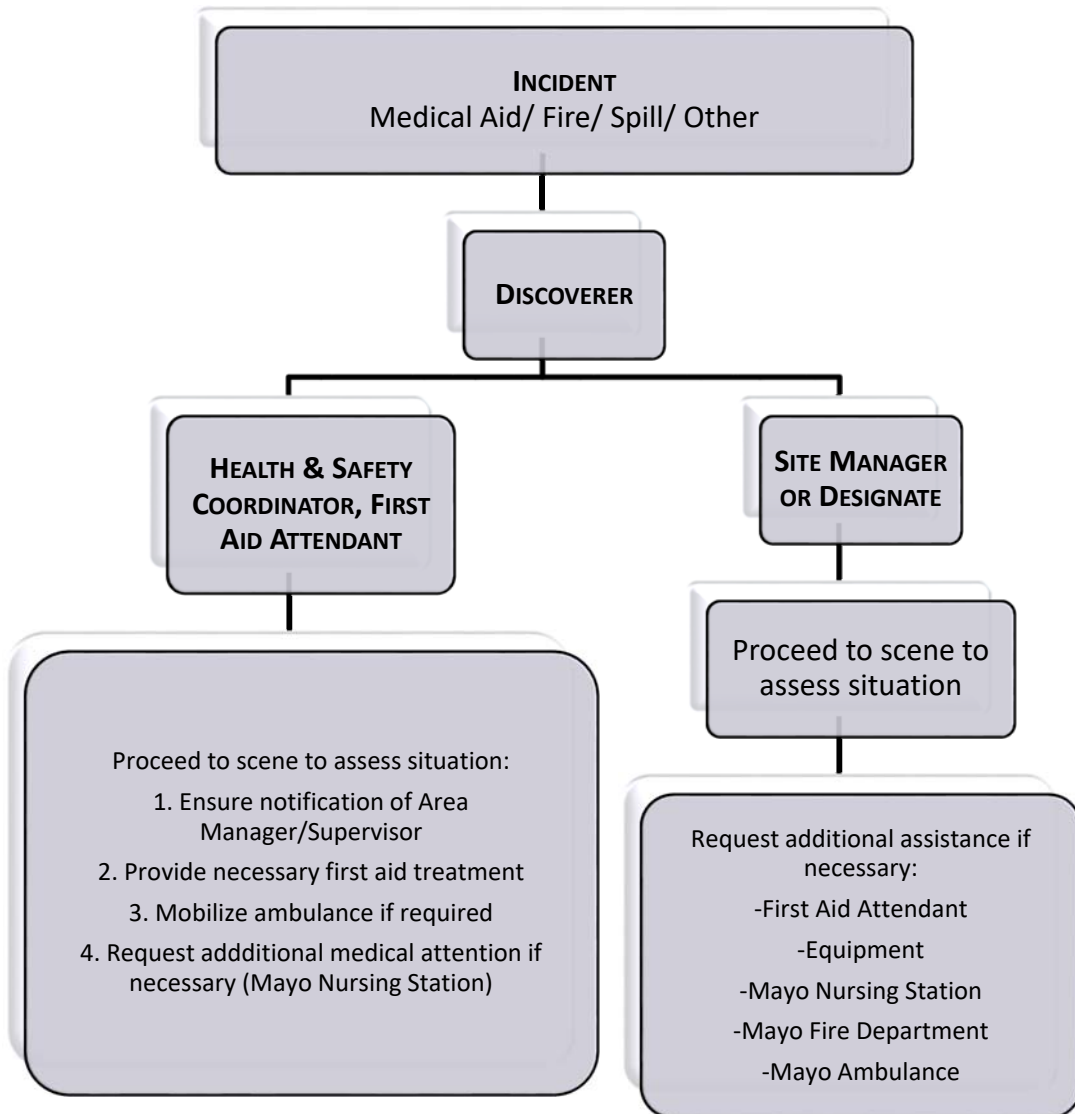 INCIDENT
Medical Aid/ Fire/ Spill/ Other
DISCOVERER
HEALTH & SAFETY
COORDINATOR, FIRST
AID ATTENDANT
Proceed to scene to assess situation:
1. Ensure notification of Area
Manager/Supervisor
2. Provide necessary first aid treatment
3. Mobilize ambulance if required
4. Request addditional medical attention if
necessary (Mayo Nursing Station)
SITE MANAGER
OR DESIGNATE
Proceed to scene to
assess situation
Request additional assistance if
necessary:
-First Aid Attendant
-Equipment
-Mayo Nursing Station
-Mayo Fire Department
-Mayo Ambulance